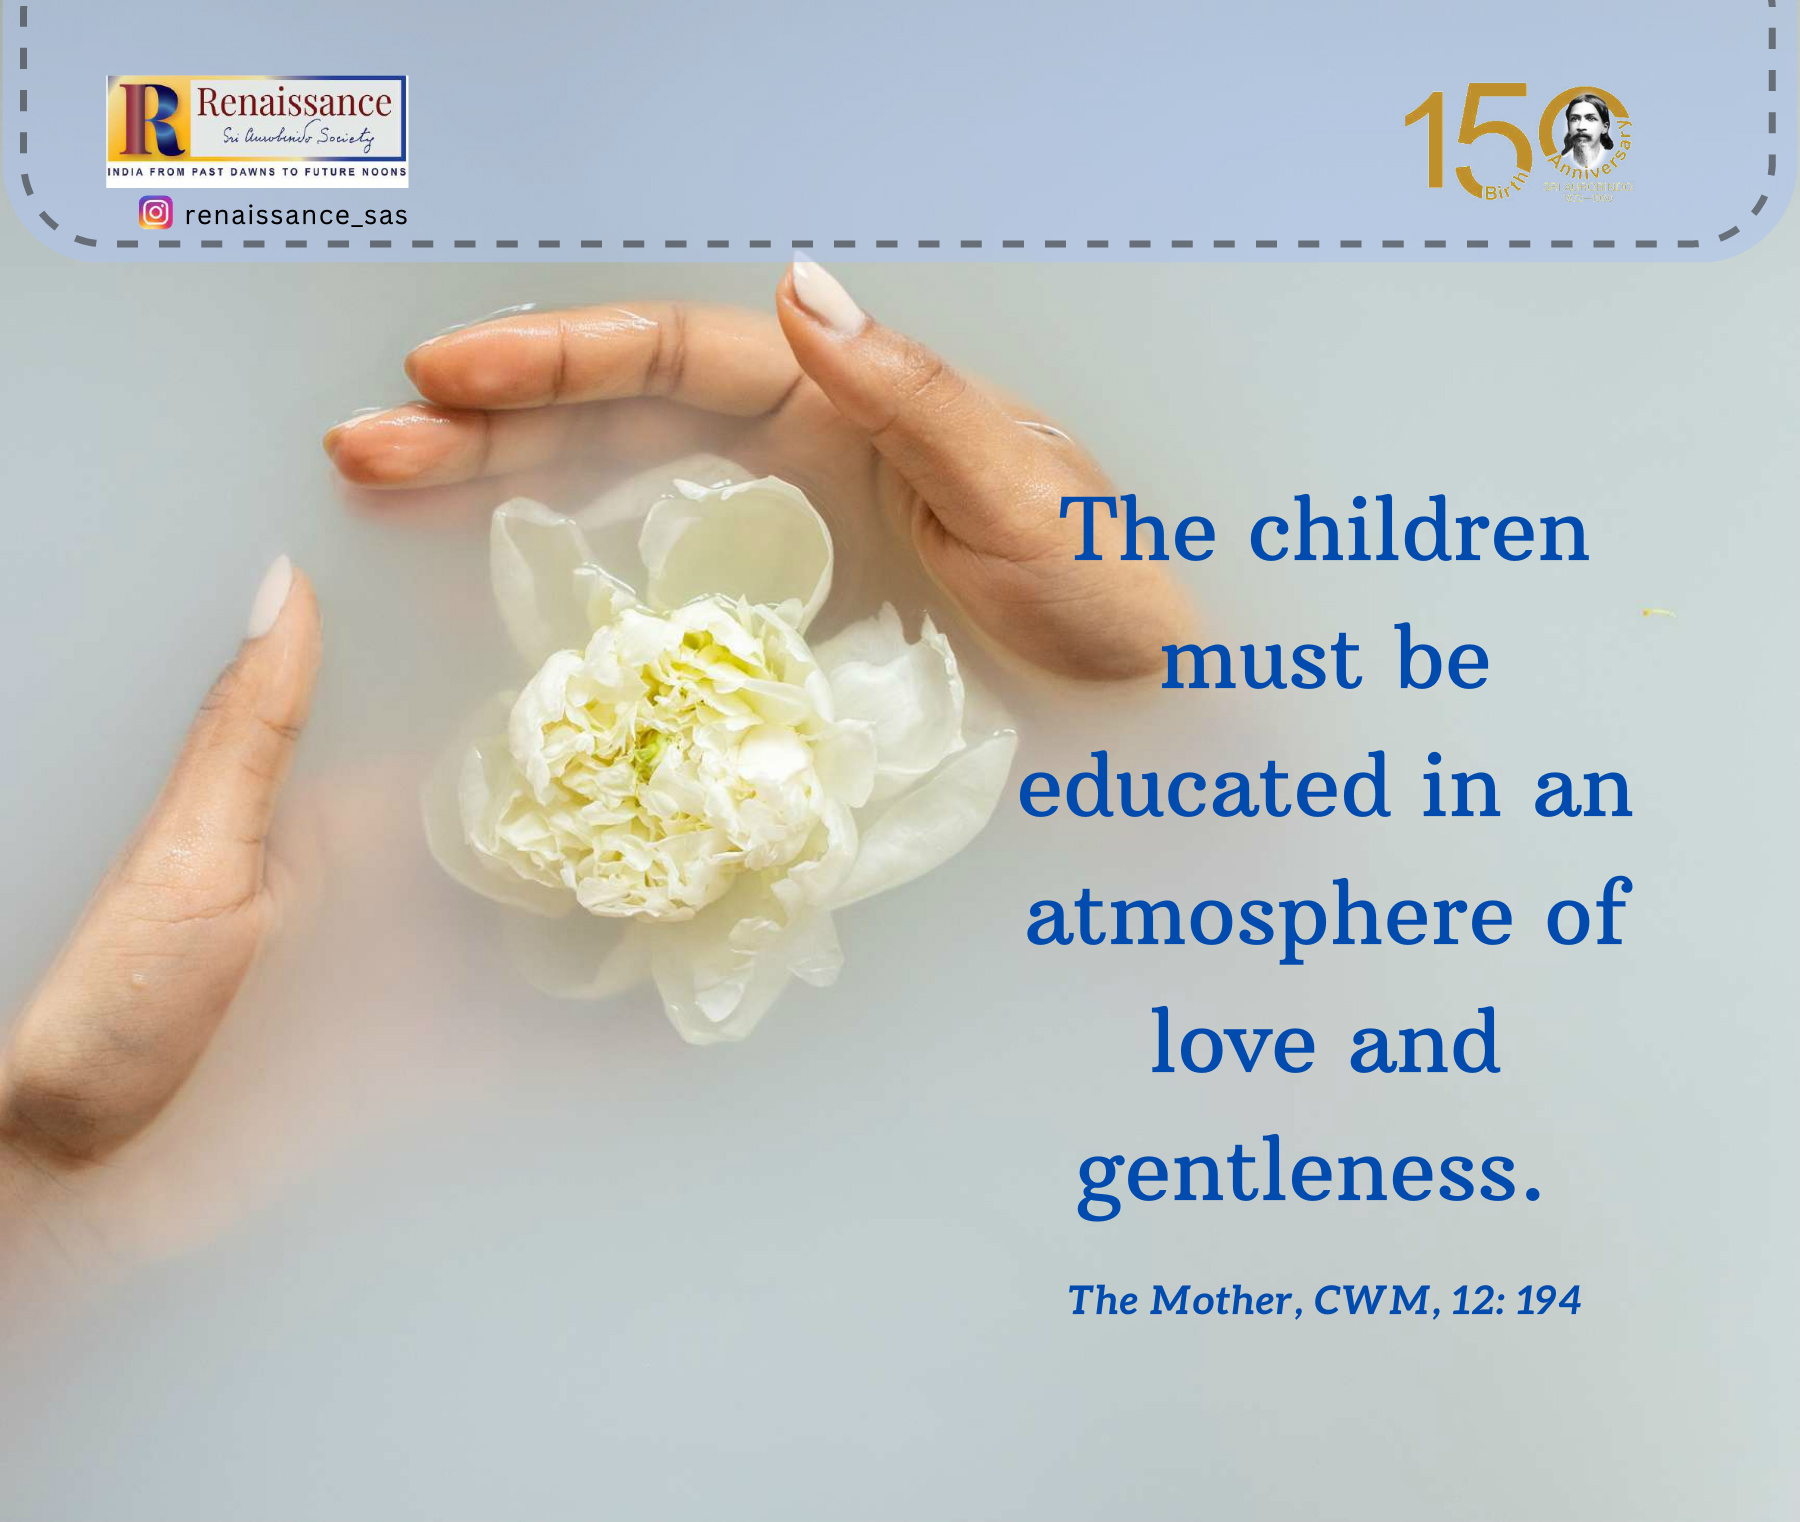 R Renaissance
Sri Aurobindo Society
INDIA FROM PAST DAWNS TO FUTURE NOONS
renaissance_sas
150
Birth Anniversary
The children
must be
educated in an
atmosphere of
love and
gentleness.
The Mother, CWM, 12: 194